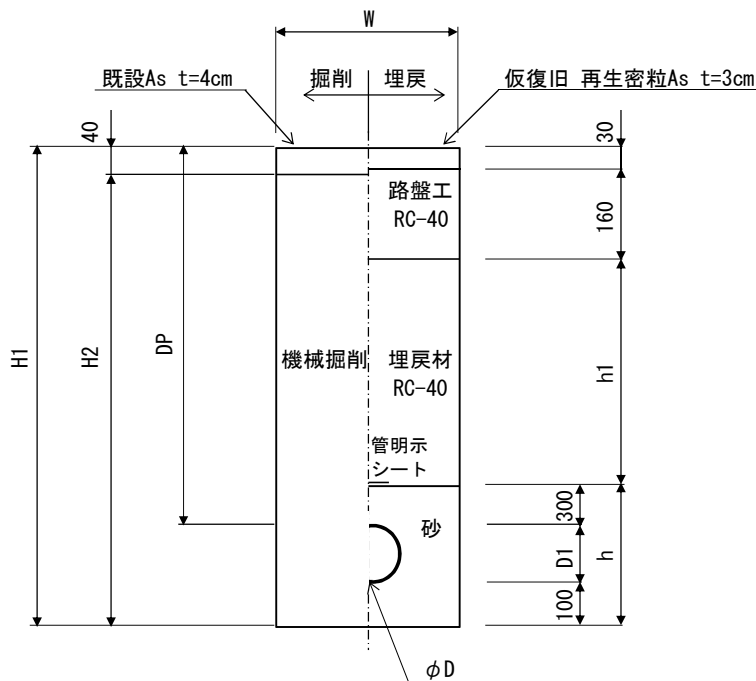 W
既設As t=4cm
掘削
埋戻
仮復旧 再生密粒As t=3cm
40
30
路盤工
RC-40
160
H1
H2
DP
機械掘削
埋戻材
RC-40
h1
管明示
シート
300
砂
D1
h
100
φD